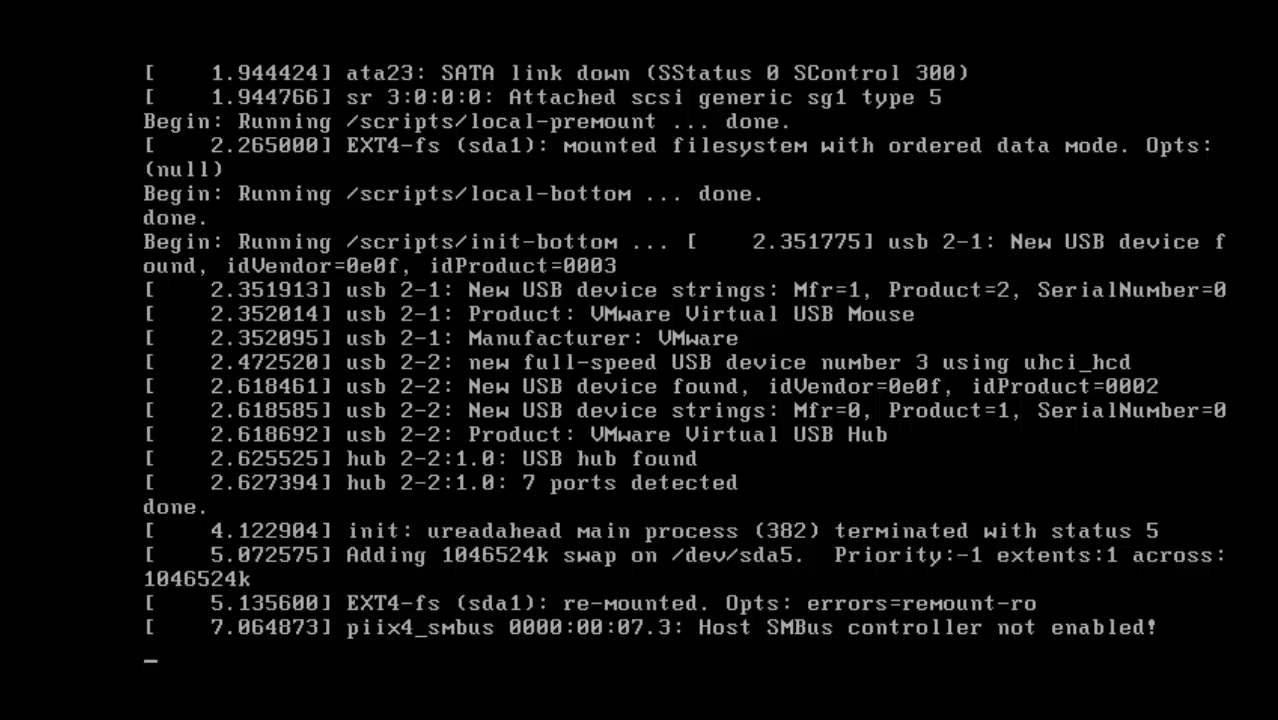 [    1.944424] ata23: SATA link down (SStatus 0 SControl 300)
[    1.944766] sr 3:0:0:0: Attached scsi generic sg1 type 5
Begin: Running /scripts/local-premount ... done.
[    2.265000] EXT4-fs (sda1): mounted filesystem with ordered data mode. Opts:
(null)
Begin: Running /scripts/local-bottom ... done.
done.
Begin: Running /scripts/init-bottom ... [    2.351775] usb 2-1: New USB device f
ound, idVendor=0e0f, idProduct=0003
[    2.351913] usb 2-1: New USB device strings: Mfr=1, Product=2, SerialNumber=0
[    2.352014] usb 2-1: Product: VMware Virtual USB Mouse
[    2.352095] usb 2-1: Manufacturer: VMware
[    2.472520] usb 2-2: new full-speed USB device number 3 using uhci_hcd
[    2.618461] usb 2-2: New USB device found, idVendor=0e0f, idProduct=0002
[    2.618585] usb 2-2: New USB device strings: Mfr=0, Product=1, SerialNumber=0
[    2.618692] usb 2-2: Product: VMware Virtual USB Hub
[    2.625525] hub 2-2:1.0: USB hub found
[    2.627394] hub 2-2:1.0: 7 ports detected
done.
[    4.122904] init: ureadahead main process (382) terminated with status 5
[    5.072575] Adding 1046524k swap on /dev/sda5.  Priority:-1 extents:1 across:
1046524k
[    5.135600] EXT4-fs (sda1): re-mounted. Opts: errors=remount-ro
[    7.064873] piix4_smbus 0000:00:07.3: Host SMBus controller not enabled!
_